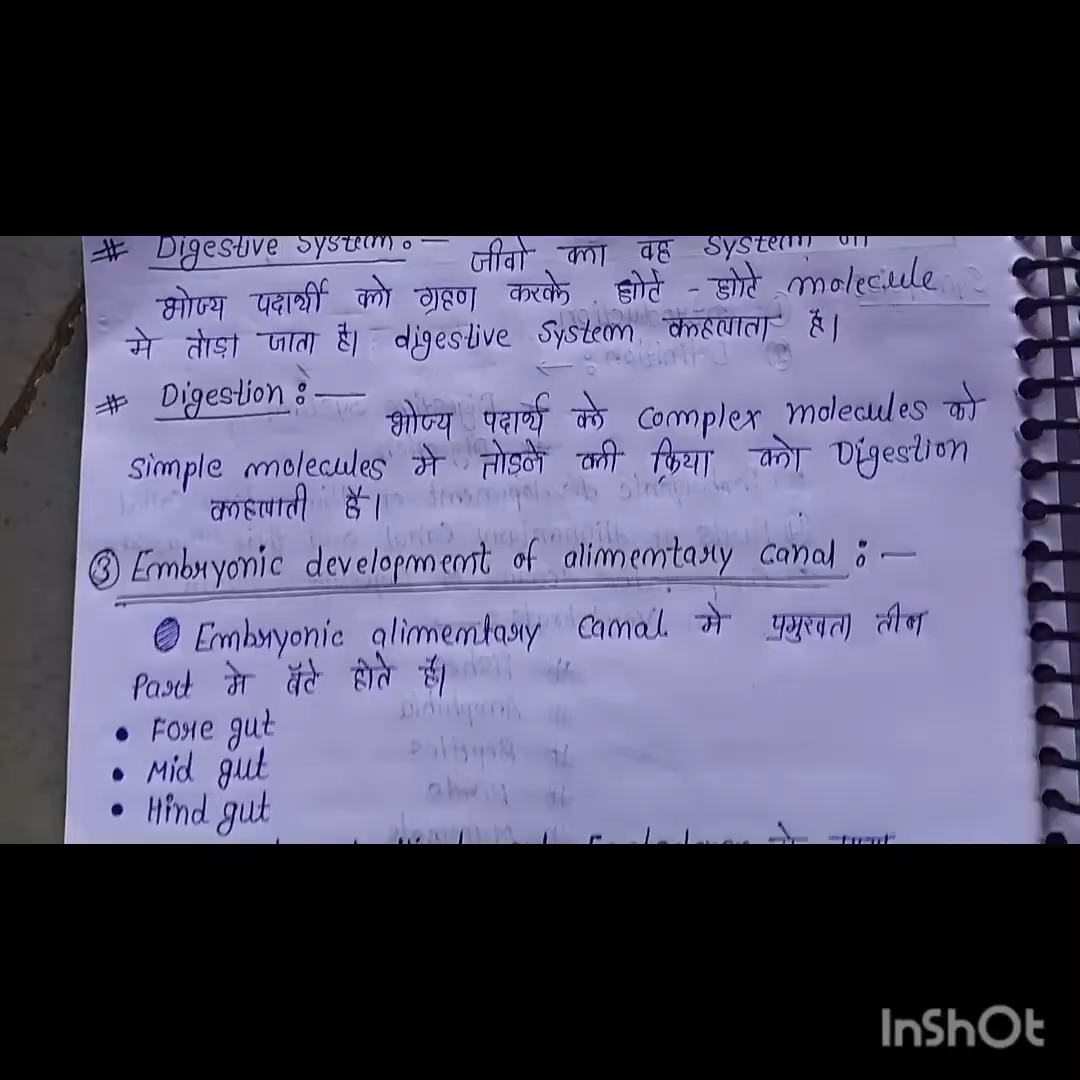 # Digestive System :— जीवो का वह System जो
भोज्य पदार्थो को ग्रहण करके छोटे - छोटे molecule
मे तोड़ा जाता है। digestive system कहलाता है।
# Digestion :—
भोज्य पदार्थ के complex molecules को
simple molecules मे तोडने की क्रिया को Digestion
कहलाती है।
③ Embryonic development of alimentary canal :—
Embryonic alimentary canal मे प्रमुखता तीन
Part मे बँटे होते है।
• Fore gut
• Mid gut
• Hind gut
InShOt